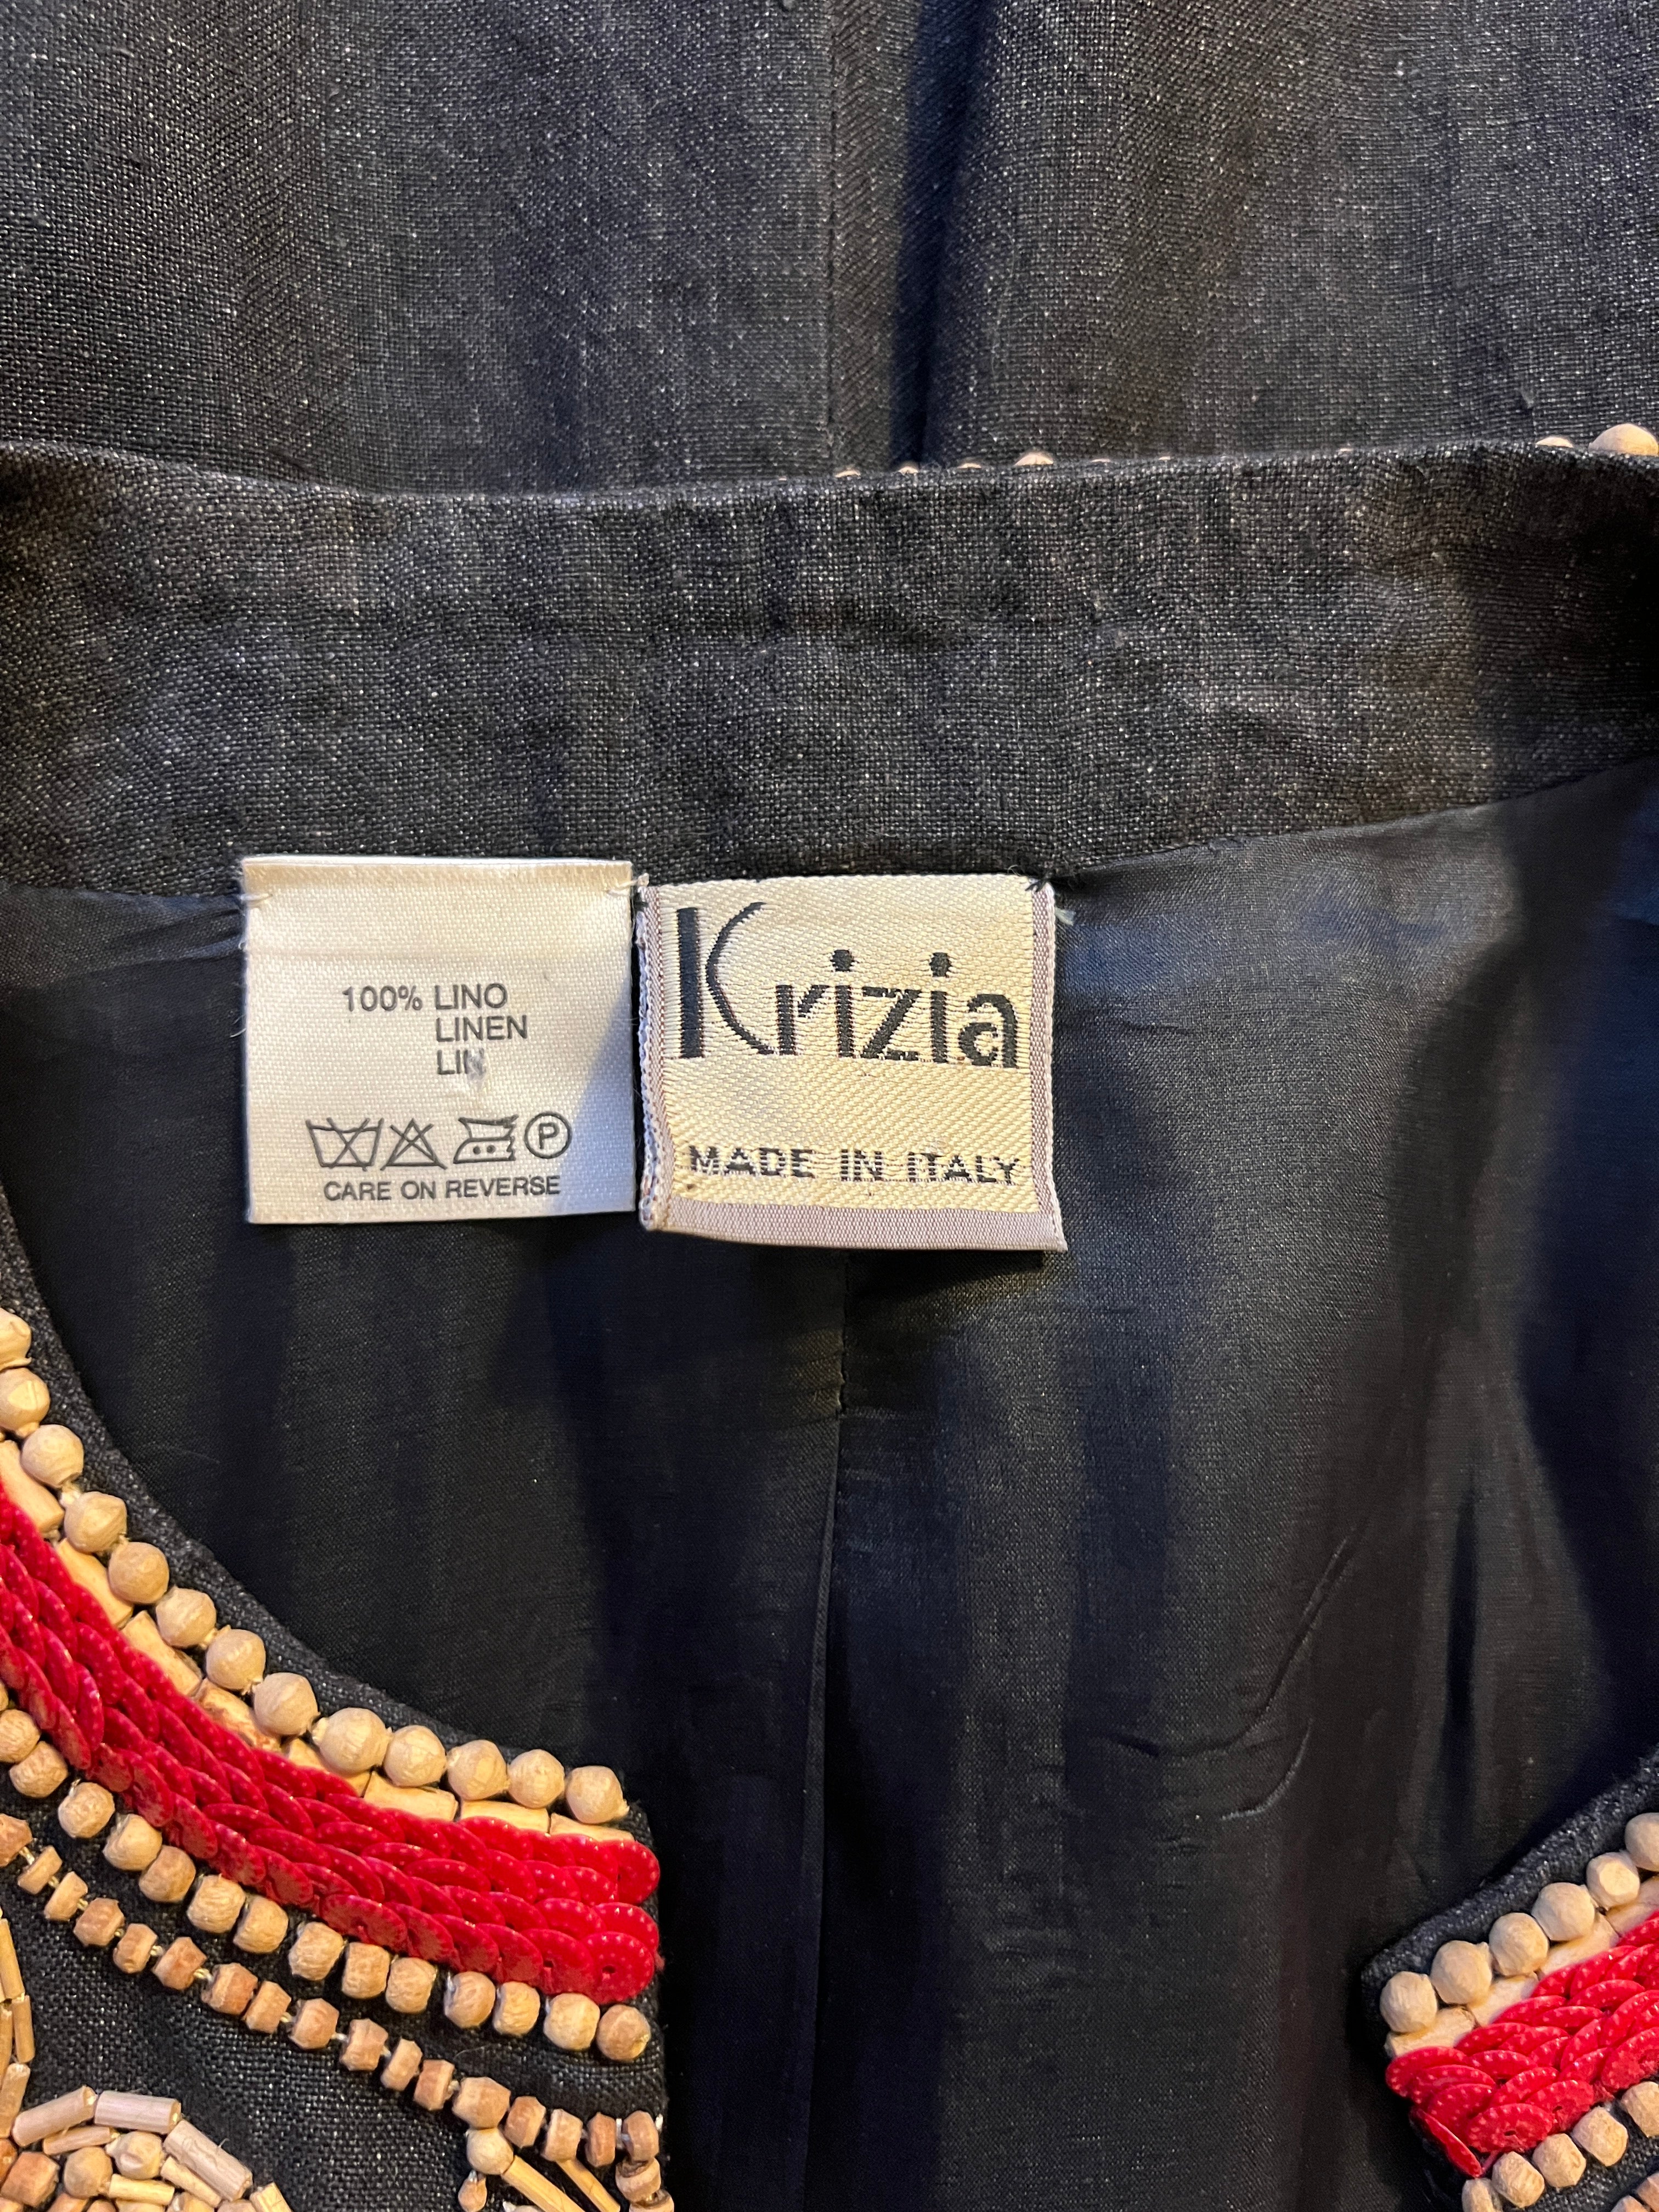 100% LINO
LINEN
LIN
P
CARE ON REVERSE
Krizia
MADE IN ITALY